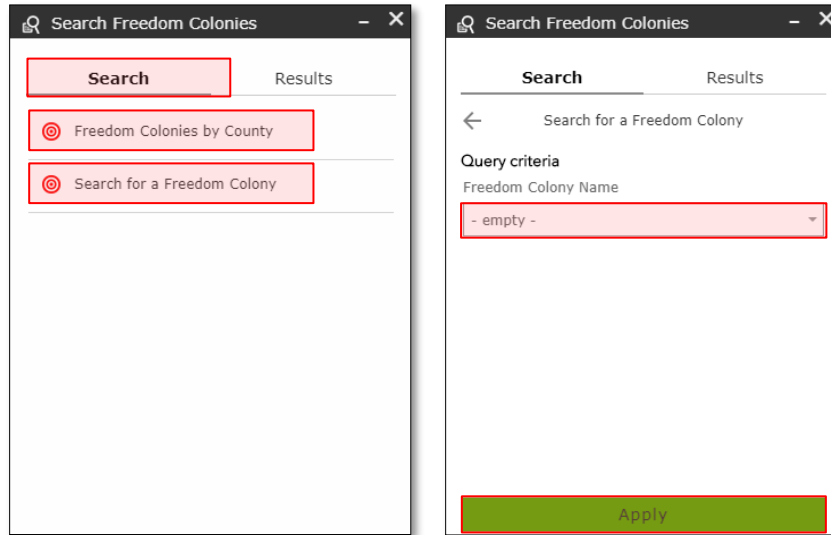 Search Freedom Colonies
Search Results
Freedom Colonies by County
Search for a Freedom Colony
Search Freedom Colonies
Search Results
Search for a Freedom Colony
Query criteria
Freedom Colony Name
- empty -
Apply